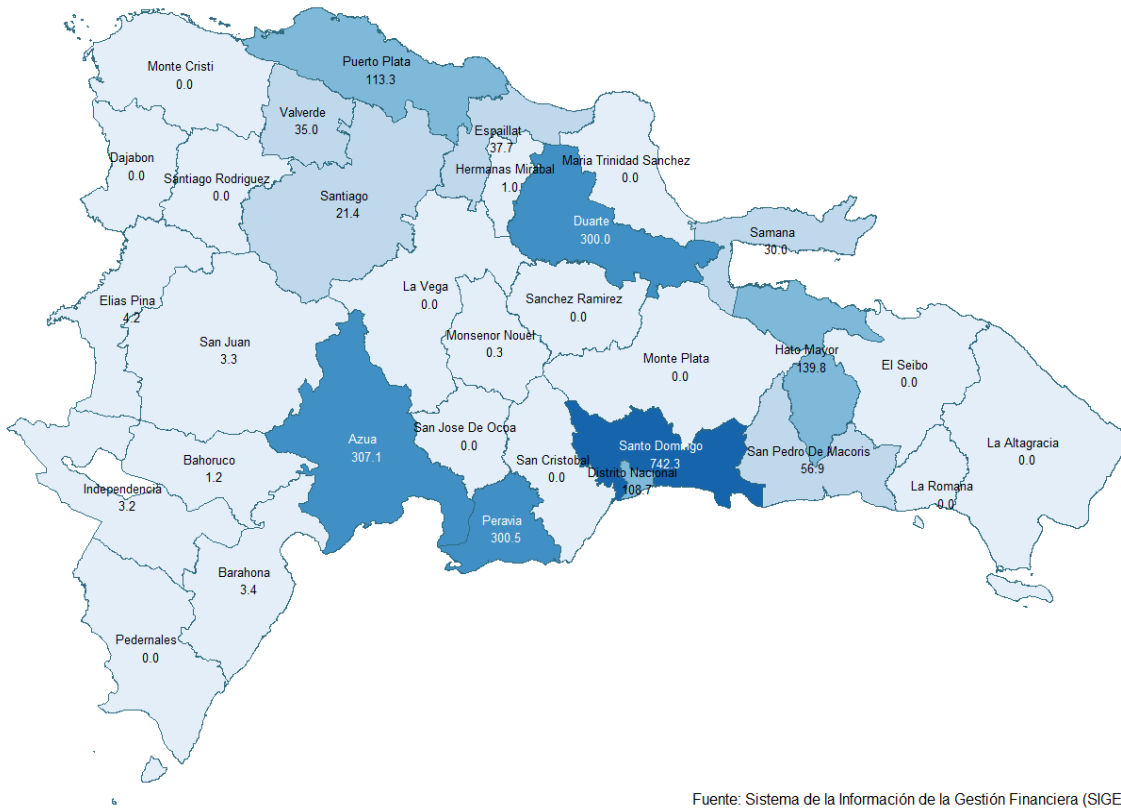 Puerto Plata
113.3
Monte Cristi
0.0
Valverde
35.0
Espaillat
37.7
Dajabon
0.0
Santiago Rodriguez
0.0
Hermanas Mirabal
1.0
Maria Trinidad Sanchez
0.0
Santiago
21.4
Duarte
300.0
Samana
30.0
La Vega
0.0
Sanchez Ramirez
0.0
Elias Pina
4.2
San Juan
3.3
Monsenor Nouel
0.3
Monte Plata
0.0
Hato Mayor
139.8
El Seibo
0.0
Azua
307.1
San Jose De Ocoa
0.0
Santo Domingo
742.3
La Altagracia
0.0
San Pedro De Macoris
56.9
Bahoruco
1.2
San Cristobal
0.0
Distrito Nacional
108.7
La Romana
0.0
Independencia
3.2
Peravia
300.5
Barahona
3.4
Pedernales
0.0
Fuente: Sistema de la Información de la Gestión Financiera (SIGE